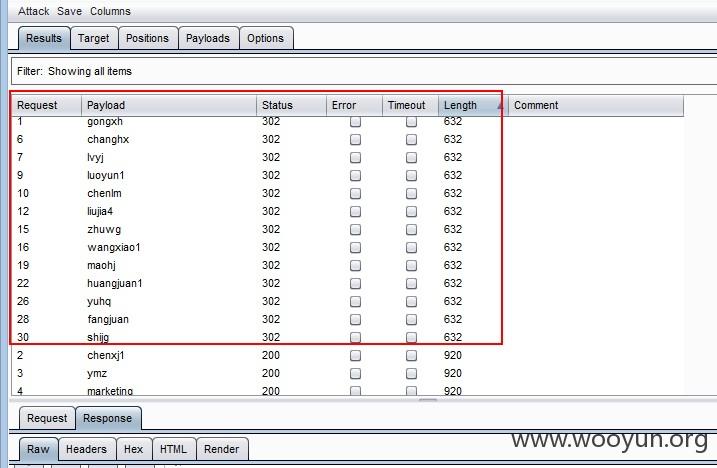 Attack Save Columns
Results Target Positions Payloads Options
Filter: Showing all items
Request Payload Status Error Timeout Length Comment
1 gongxh 302 632
6 changhx 302 632
7 lvyj 302 632
9 luoyun1 302 632
10 chenlm 302 632
12 liujia4 302 632
15 zhuwg 302 632
16 wangxiao1 302 632
19 maohj 302 632
22 huangjuan1 302 632
26 yuhq 302 632
28 fangjuan 302 632
30 shijg 302 632
2 chenxj1 200 920
3 ymz 200 920
4 marketing 200 920
Request Response
Raw Headers Hex HTML Render
www.wooyun.org